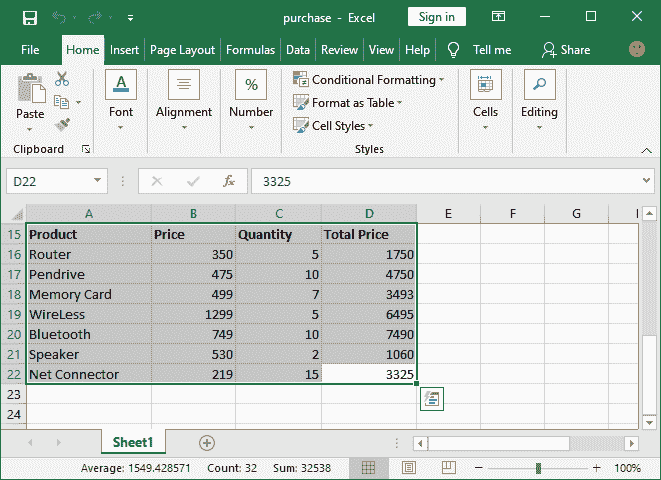 purchase - Excel Sign in
File Home Insert Page Layout Formulas Data Review View Help Tell me Share
Paste
Clipboard
A
Font
Alignment
%
Number
Conditional Formatting
Format as Table
Cell Styles
Styles
Cells
Editing
D22 fx 3325
A B C D E F G
15 Product Price Quantity Total Price
16 Router 350 5 1750
17 Pendrive 475 10 4750
18 Memory Card 499 7 3493
19 WireLess 1299 5 6495
20 Bluetooth 749 10 7490
21 Speaker 530 2 1060
22 Net Connector 219 15 3325
23
24
Sheet1
Average: 1549.428571 Count: 32 Sum: 32538 100%